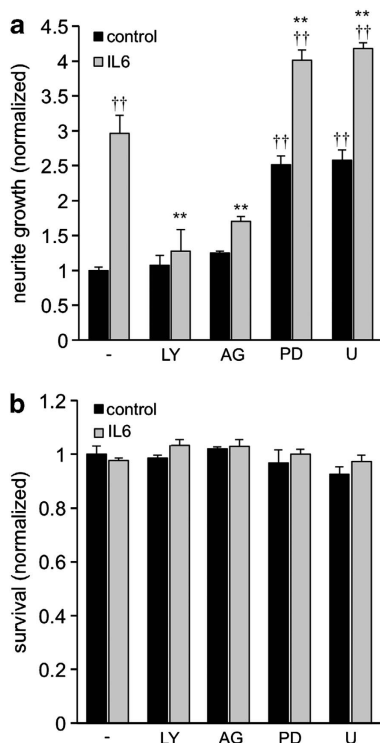 a
control
IL6
neurite growth (normalized)
4.5
4
3.5
3
2.5
2
1.5
1
0.5
0
††
**
**
††
**
††
††
**
††
- LY AG PD U
b
control
IL6
survival (normalized)
1.2
1
0.8
0.6
0.4
0.2
0
- LY AG PD U